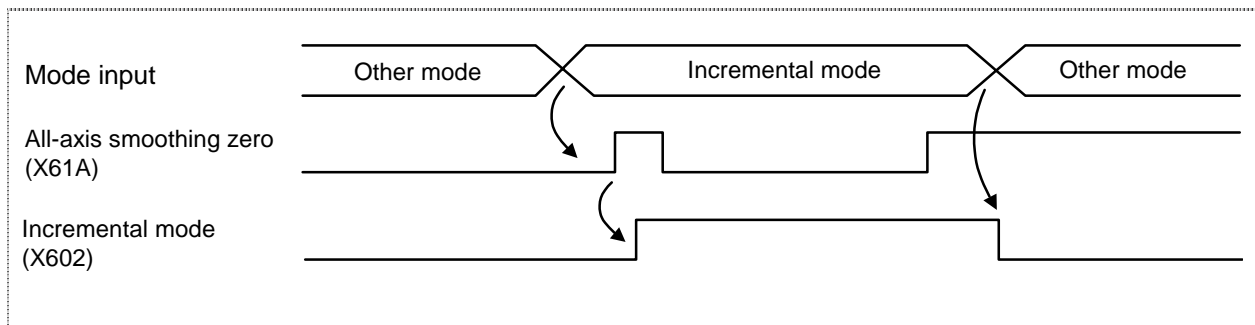 Mode input
Other mode
Incremental mode
Other mode
All-axis smoothing zero
(X61A)
Incremental mode
(X602)